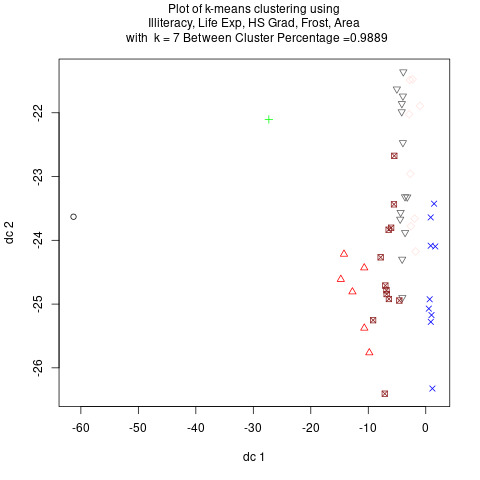 Plot of k-means clustering using
Illiteracy, Life Exp, HS Grad, Frost, Area
with k = 7 Between Cluster Percentage =0.9889
-22
-23
-24
-25
-26
dc 2
-60
-50
-40
-30
-20
-10
0
dc 1